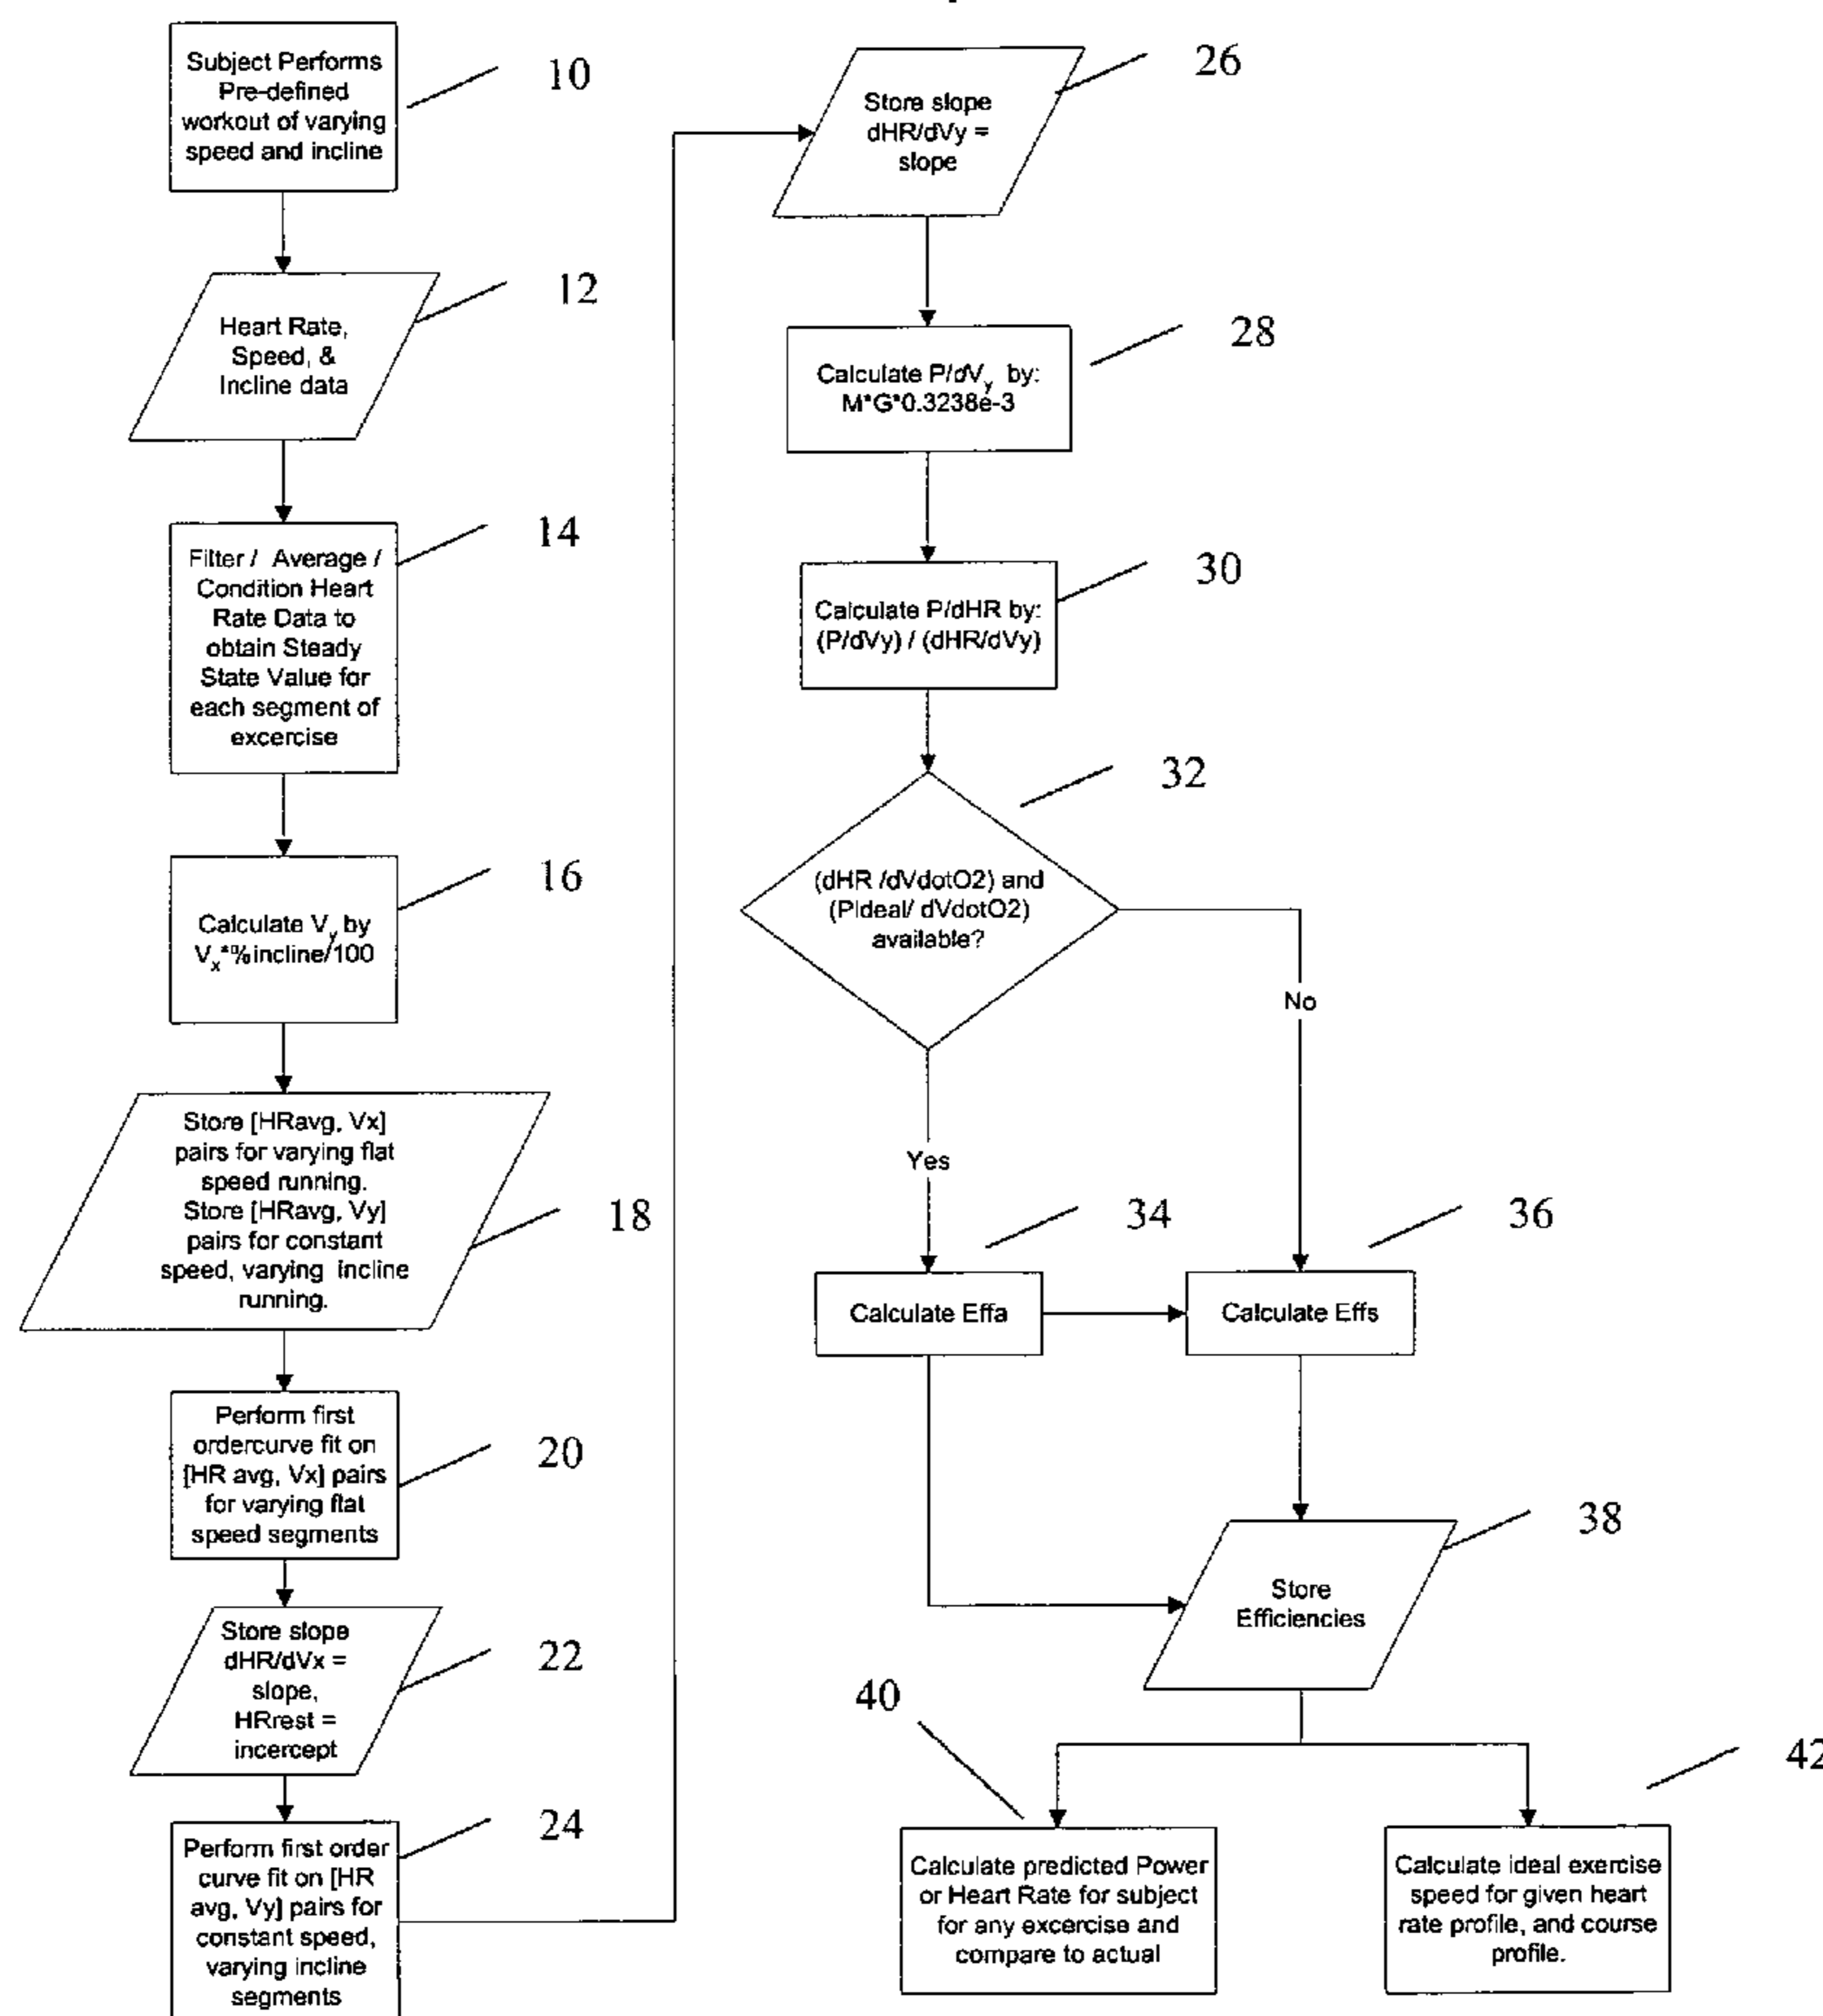 Subject Performs
Pre-defined
workout of varying
speed and incline
10
Heart Rate,
Speed, &
Incline data
12
Filter / Average /
Condition Heart
Rate Data to
obtain Steady
State Value for
each segment of
excercise
14
Calculate Vy by
Vx*%incline/100
16
Store [HRavg, Vx]
pairs for varying flat
speed running.
Store [HRavg, Vy]
pairs for constant
speed, varying incline
running.
18
Perform first
ordercurve fit on
[HR avg, Vx] pairs
for varying flat
speed segments
20
Store slope
dHR/dVx =
slope,
HRrest =
incercept
22
Perform first order
curve fit on [HR
avg, Vy] pairs for
constant speed,
varying incline
segments
24
Store slope
dHR/dVy =
slope
26
Calculate P/dVy by:
M*G*0.3238e-3
28
Calculate P/dHR by:
(P/dVy) / (dHR/dVy)
30
(dHR /dVdotO2) and
(PIdeal/ dVdotO2)
available?
32
No
Yes
Calculate Effa
34
Calculate Effs
36
Store
Efficiencies
38
Calculate predicted Power
or Heart Rate for subject
for any excercise and
compare to actual
40
Calculate ideal exercise
speed for given heart
rate profile, and course
profile.
42